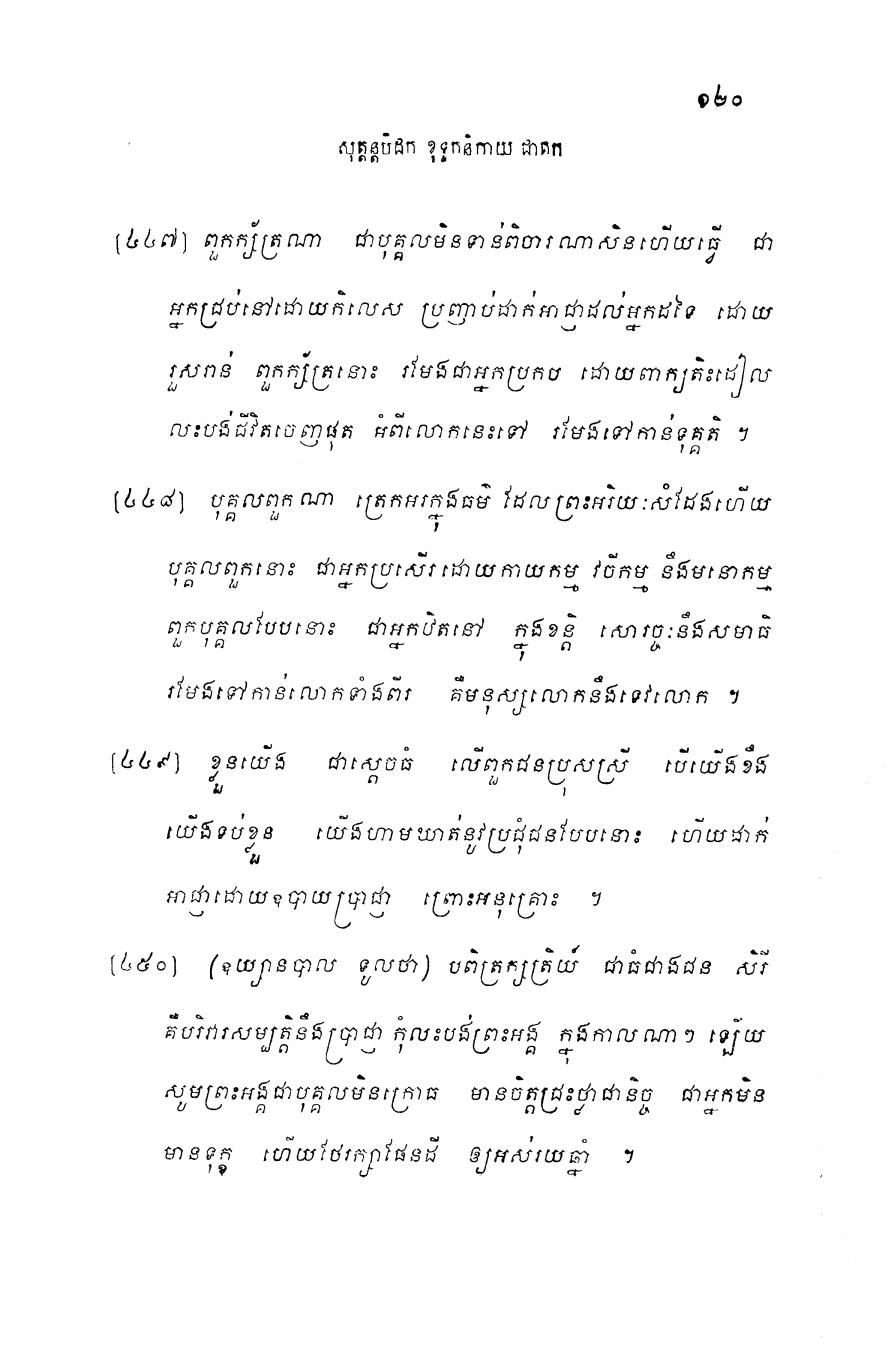 ១២០
សុត្តន្តបិដក ខុទ្ទកនិកាយ ជាតក
[៤៤៧] ពួកក្ស័ត្រណា ជាបុគ្គលមិនទាន់ពិចារណាសិនហើយធ្វើ ជា
អ្នកជ្រប់នៅដោយកិលេស ប្រញាប់ដាក់អាជ្ញាដល់អ្នកដទៃ ដោយ
រួសរាន់ ពួកក្ស័ត្រនោះ រមែងជាអ្នកប្រកប ដោយពាក្យតិះដៀល
លះបង់ជីវិតចេញផុត អំពីលោកនេះទៅ រមែងទៅកាន់ទុគ្គតិ ។
[៤៤៨] បុគ្គលពួកណា ត្រេកអរក្នុងធម៌ ដែលព្រះអរិយៈសំដែងហើយ
បុគ្គលពួកនោះ ជាអ្នកប្រសើរដោយកាយកម្ម វចីកម្ម នឹងមនោកម្ម
ពួកបុគ្គលបែបនោះ ជាអ្នកឋិតនៅ ក្នុងខន្តិ សោរច្ចៈនឹងសមាធិ
រមែងទៅកាន់លោកទាំងពីរ គឺមនុស្សលោកនឹងទេវលោក ។
[៤៤៩] ខ្លួនយើង ជាស្តេចធំ លើពួកជនប្រុសស្រី បើយើងខឹង
យើងទប់ខ្លួន យើងហាមឃាត់នូវប្រជុំជនបែបនោះ ហើយដាក់
អាជ្ញាដោយឧបាយប្រាជ្ញា ព្រោះអនុគ្រោះ ។
[៤៥០] (ឧយ្យានបាល ទូលថា) បពិត្រក្សត្រិយ៍ ជាធំជាងជន សិរី
គឺបរិវារសម្បត្តិនឹងប្រាជ្ញា កុំលះបង់ព្រះអង្គ ក្នុងកាលណាៗ ឡើយ
សូមព្រះអង្គជាបុគ្គលមិនក្រោធ មានចិត្តជ្រះថ្លាជានិច្ច ជាអ្នកមិន
មានទុក្ខ ហើយថែរក្សាផែនដី ឲ្យអស់រយឆ្នាំ ។